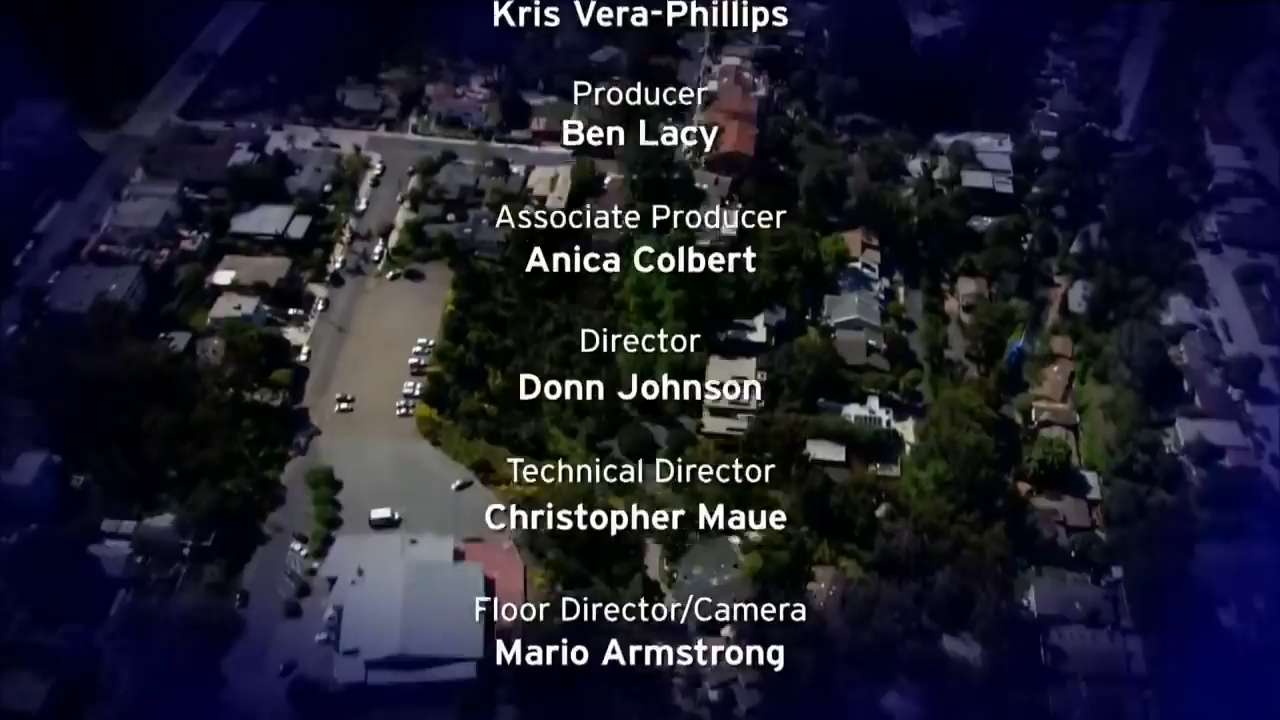 Kris Vera-Phillips
Producer
Ben Lacy
Associate Producer
Anica Colbert
Director
Donn Johnson
Technical Director
Christopher Maue
Floor Director/Camera
Mario Armstrong